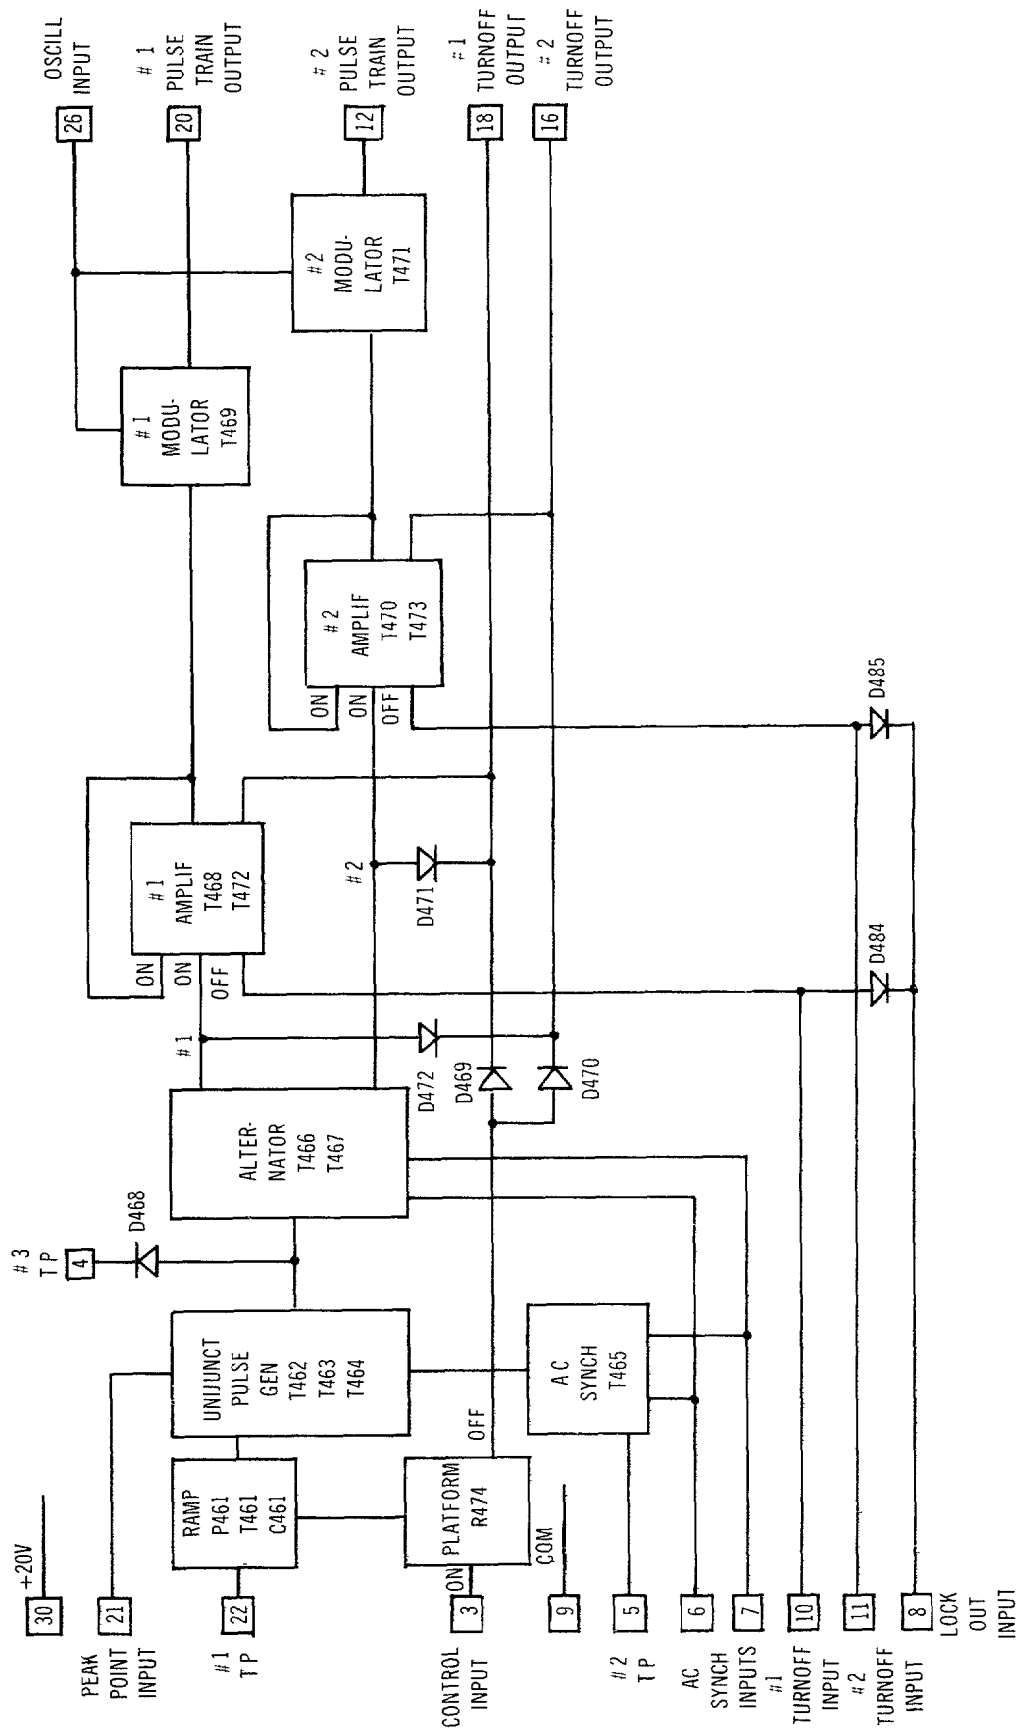 30
+20V
PEAK
POINT
INPUT
21
#1
TP
22
RAMP
P461
T461
C461
UNIJUNCT
PULSE
GEN
T462
T463
T464
#3
TP
4
D468
ALTER-
NATOR
T466
T467
#1
#2
ON
ON
OFF
#1
AMPLIF
T468
T472
#1
MODU-
LATOR
T469
26
OSCILL
INPUT
20
#1
PULSE
TRAIN
OUTPUT
ON
ON
OFF
#2
AMPLIF
T470
T473
#2
MODU-
LATOR
T471
12
#2
PULSE
TRAIN
OUTPUT
CONTROL
INPUT
3
ON
PLATFORM
R474
OFF
D472
D469
D470
D471
18
#1
TURNOFF
OUTPUT
16
#2
TURNOFF
OUTPUT
9
COM
#2
TP
5
AC
SYNCH
T465
AC
SYNCH
INPUTS
6
7
#1
TURNOFF
INPUT
10
#2
TURNOFF
INPUT
11
8
LOCK
OUT
INPUT
D484
D485